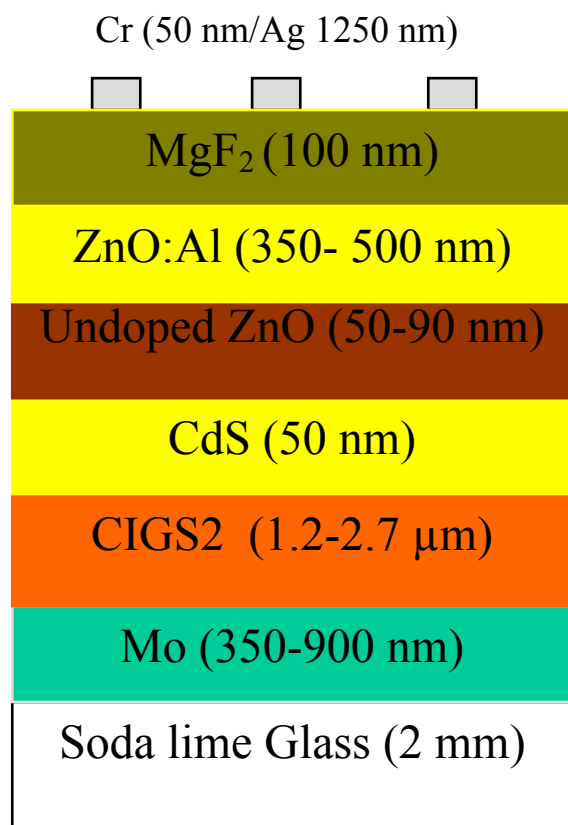 Cr (50 nm/Ag 1250 nm)
MgF₂ (100 nm)
ZnO:Al (350- 500 nm)
Undoped ZnO (50-90 nm)
CdS (50 nm)
CIGS2 (1.2-2.7 µm)
Mo (350-900 nm)
Soda lime Glass (2 mm)